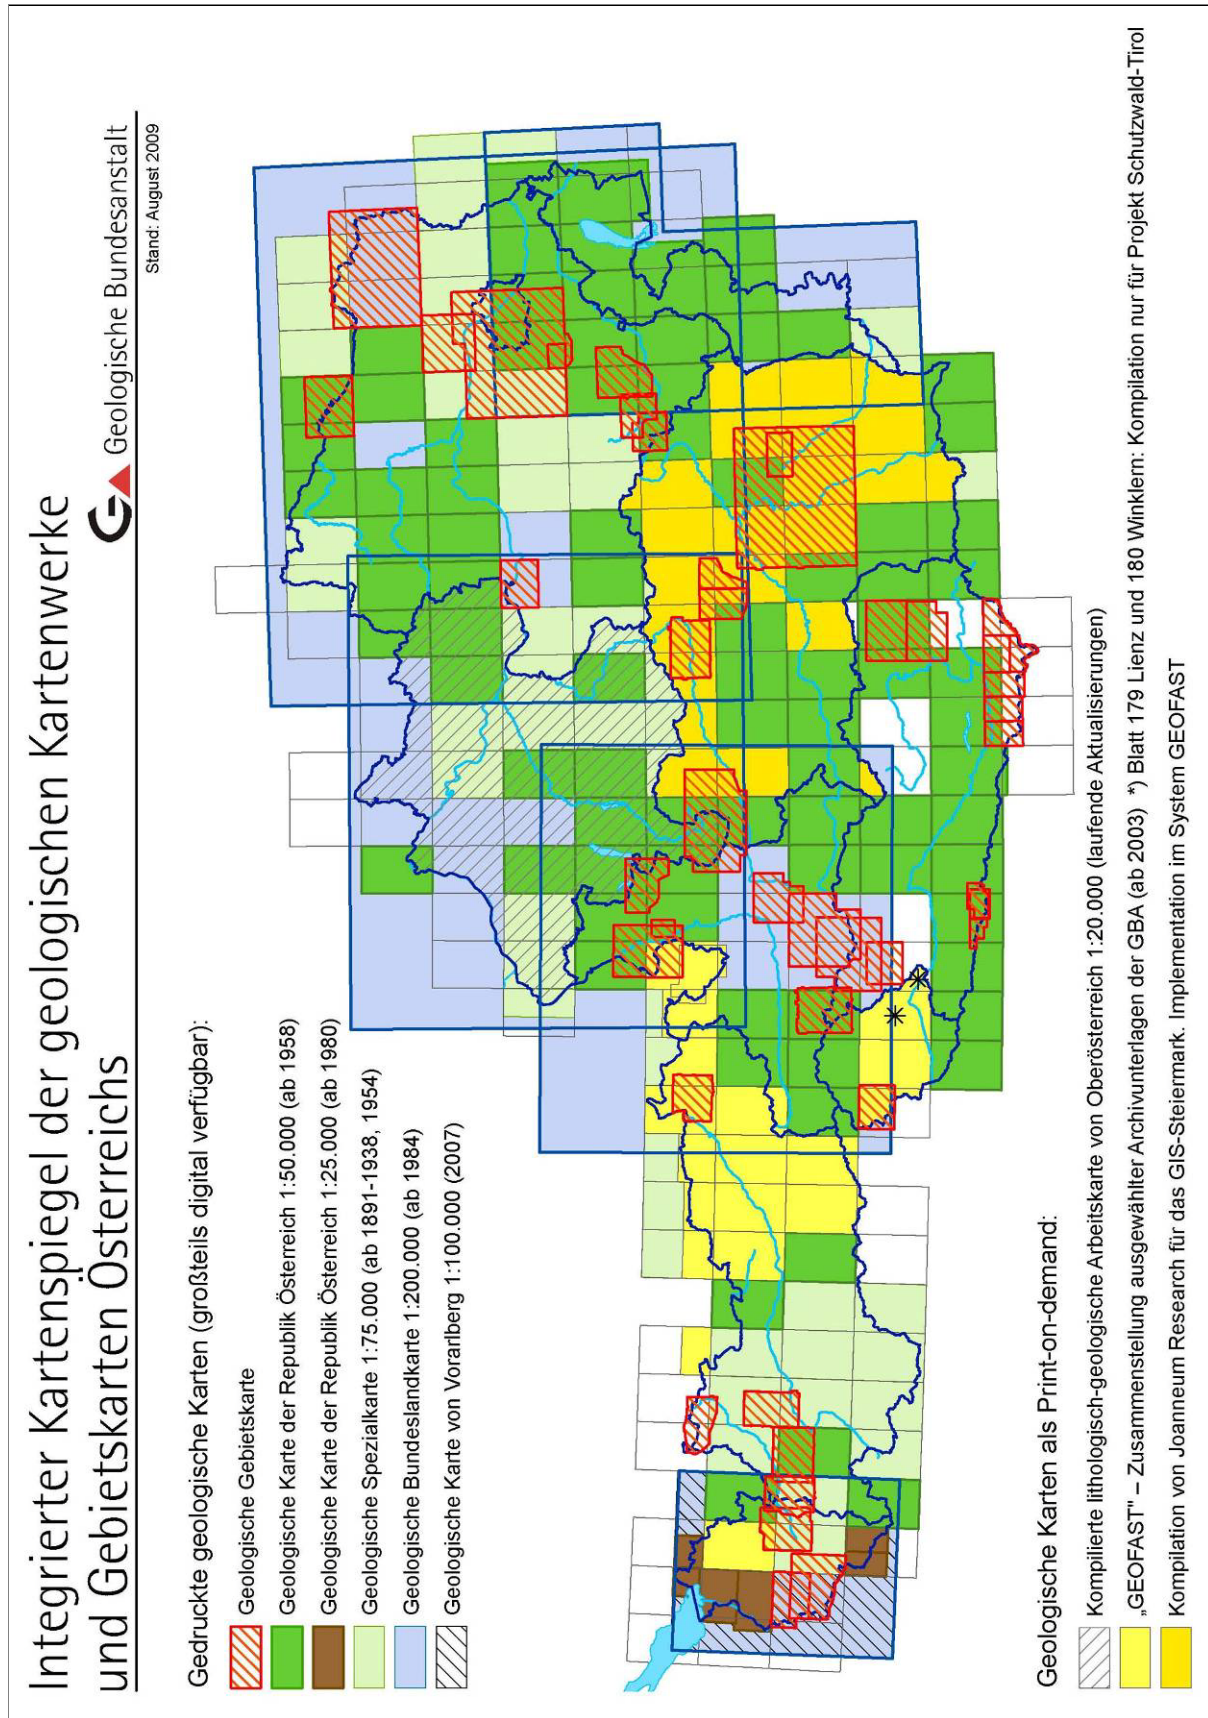 Integrierter Kartenspiegel der geologischen Kartenwerke
und Gebietskarten Österreichs
Geologische Bundesanstalt
Stand: August 2009
Gedruckte geologische Karten (großteils digital verfügbar):
Geologische Gebietskarte
Geologische Karte der Republik Österreich 1:50.000 (ab 1958)
Geologische Karte der Republik Österreich 1:25.000 (ab 1980)
Geologische Spezialkarte 1:75.000 (ab 1891-1938, 1954)
Geologische Bundeslandkarte 1:200.000 (ab 1984)
Geologische Karte von Vorarlberg 1:100.000 (2007)
Geologische Karten als Print-on-demand:
Kompilierte lithologisch-geologische Arbeitskarte von Oberösterreich 1:20.000 (laufende Aktualisierungen)
„GEOFAST" – Zusammenstellung ausgewählter Archivunterlagen der GBA (ab 2003) *) Blatt 179 Lienz und 180 Winklern: Kompilation nur für Projekt Schutzwald-Tirol
Kompilation von Joanneum Research für das GIS-Steiermark. Implementation im System GEOFAST